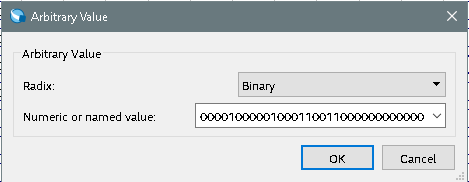 Arbitrary Value
Arbitrary Value
Radix:
Binary
Numeric or named value:
00001000001000110011000000000000
OK
Cancel